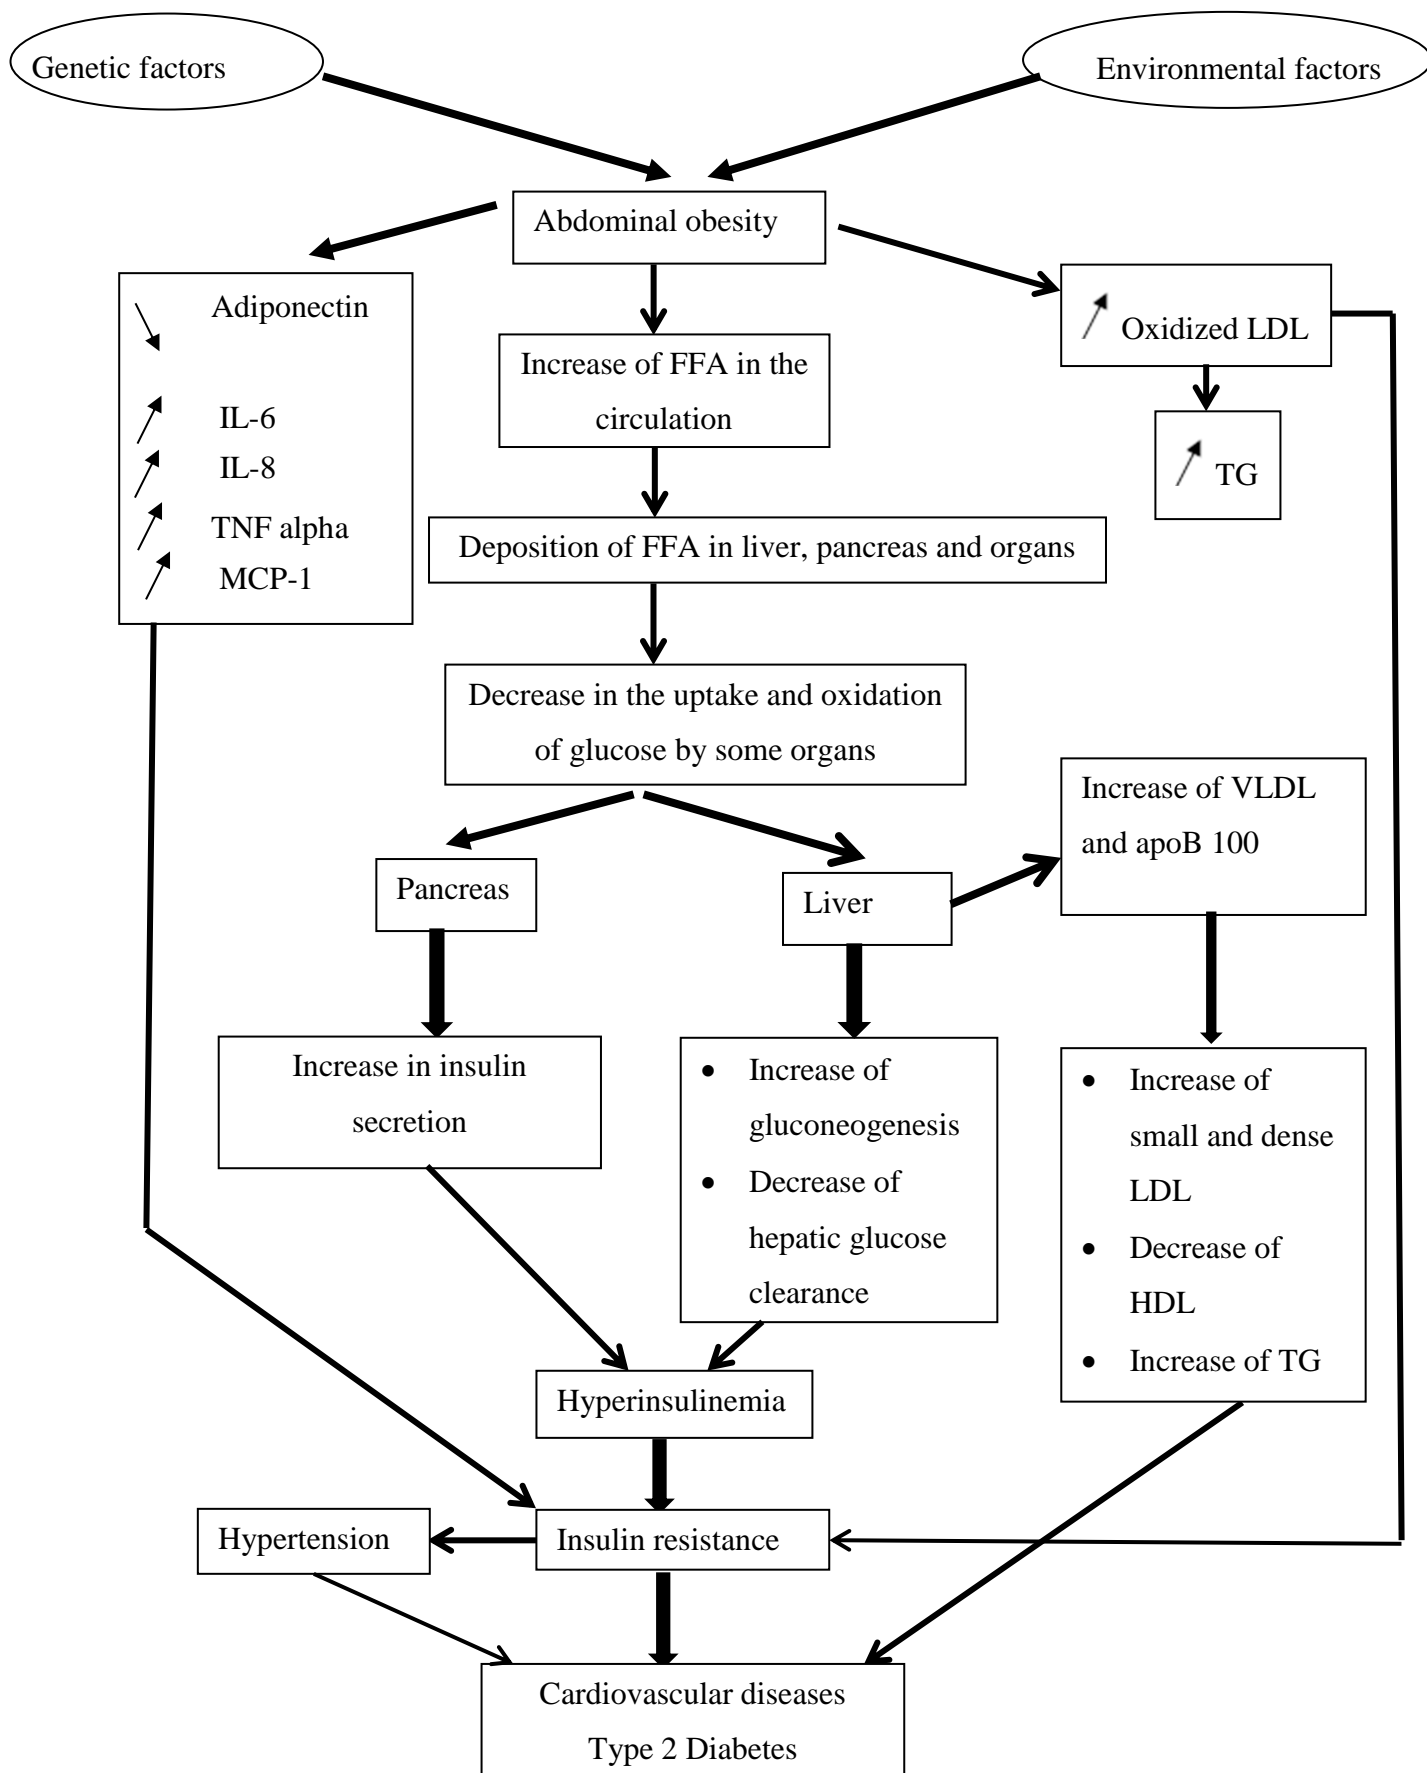 Genetic factors
Environmental factors
Abdominal obesity
Adiponectin
IL-6
IL-8
TNF alpha
MCP-1
Increase of FFA in the
circulation
Oxidized LDL
TG
Deposition of FFA in liver, pancreas and organs
Decrease in the uptake and oxidation
of glucose by some organs
Increase of VLDL
and apoB 100
Pancreas
Liver
Increase in insulin
secretion
• Increase of
gluconeogenesis
• Decrease of
hepatic glucose
clearance
• Increase of
small and dense
LDL
• Decrease of
HDL
• Increase of TG
Hyperinsulinemia
Hypertension
Insulin resistance
Cardiovascular diseases
Type 2 Diabetes